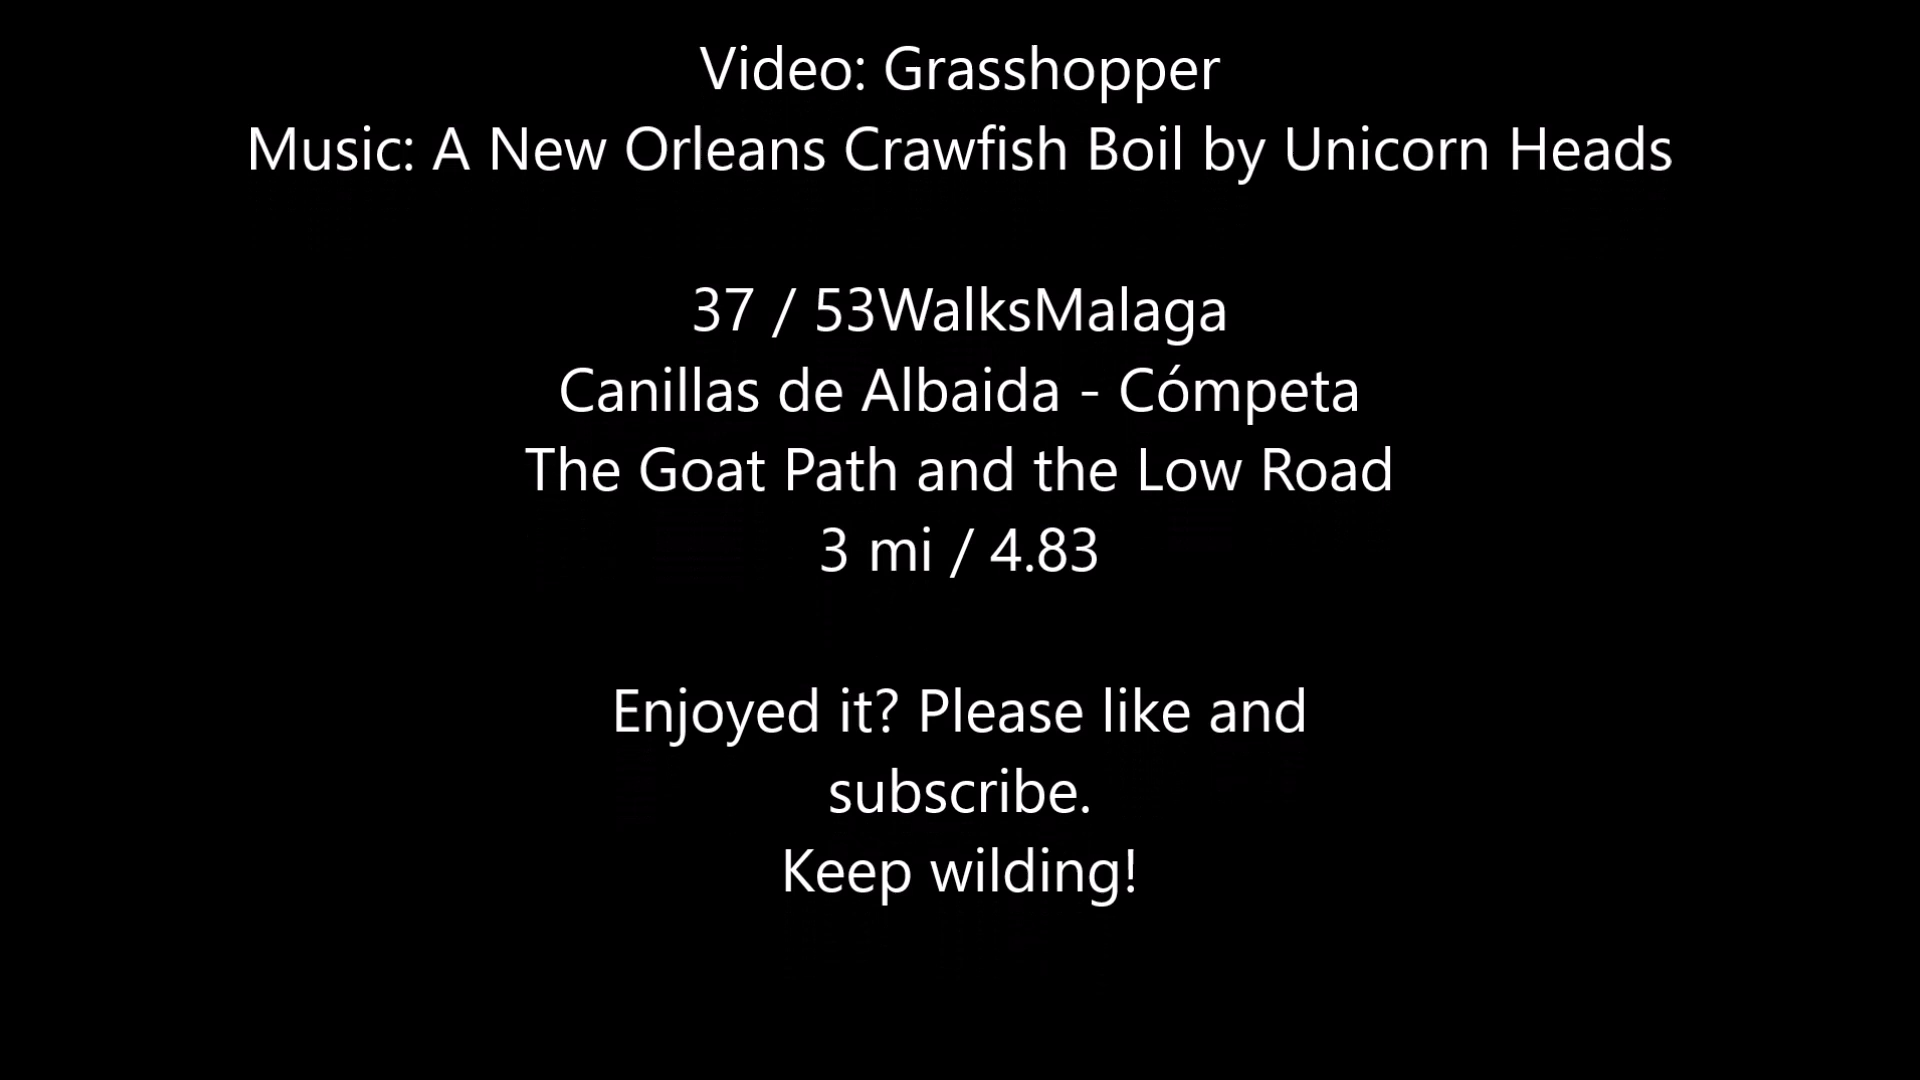 Video: Grasshopper
Music: A New Orleans Crawfish Boil by Unicorn Heads
37 / 53WalksMalaga
Canillas de Albaida - Cómpeta
The Goat Path and the Low Road
3 mi / 4.83
Enjoyed it? Please like and
subscribe.
Keep wilding!